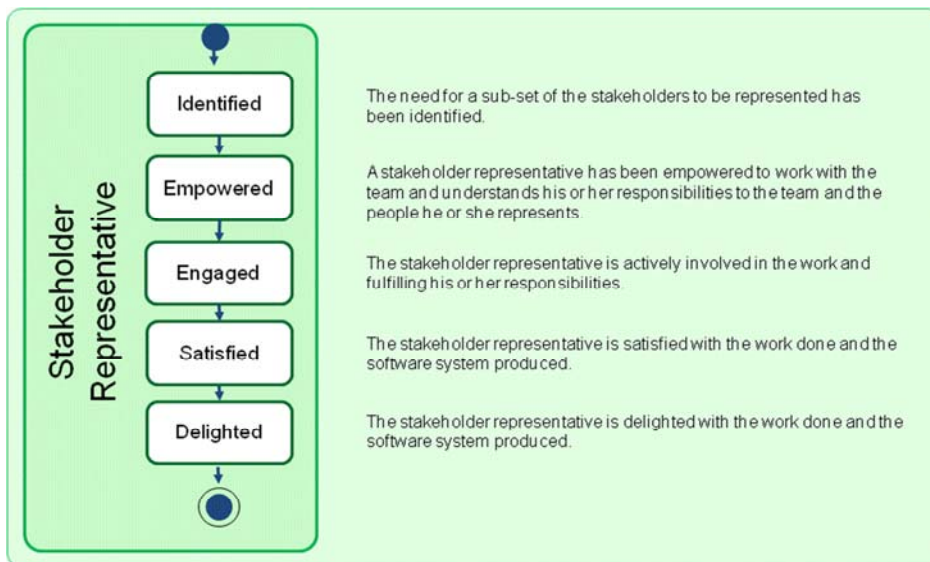 Stakeholder
Representative
Identified
The need for a sub-set of the stakeholders to be represented has
been identified.
Empowered
A stakeholder representative has been empowered to work with the
team and understands his or her responsibilities to the team and the
people he or she represents.
Engaged
The stakeholder representative is actively involved in the work and
fulfilling his or her responsibilities.
Satisfied
The stakeholder representative is satisfied with the work done and the
software system produced.
Delighted
The stakeholder representative is delighted with the work done and the
software system produced.